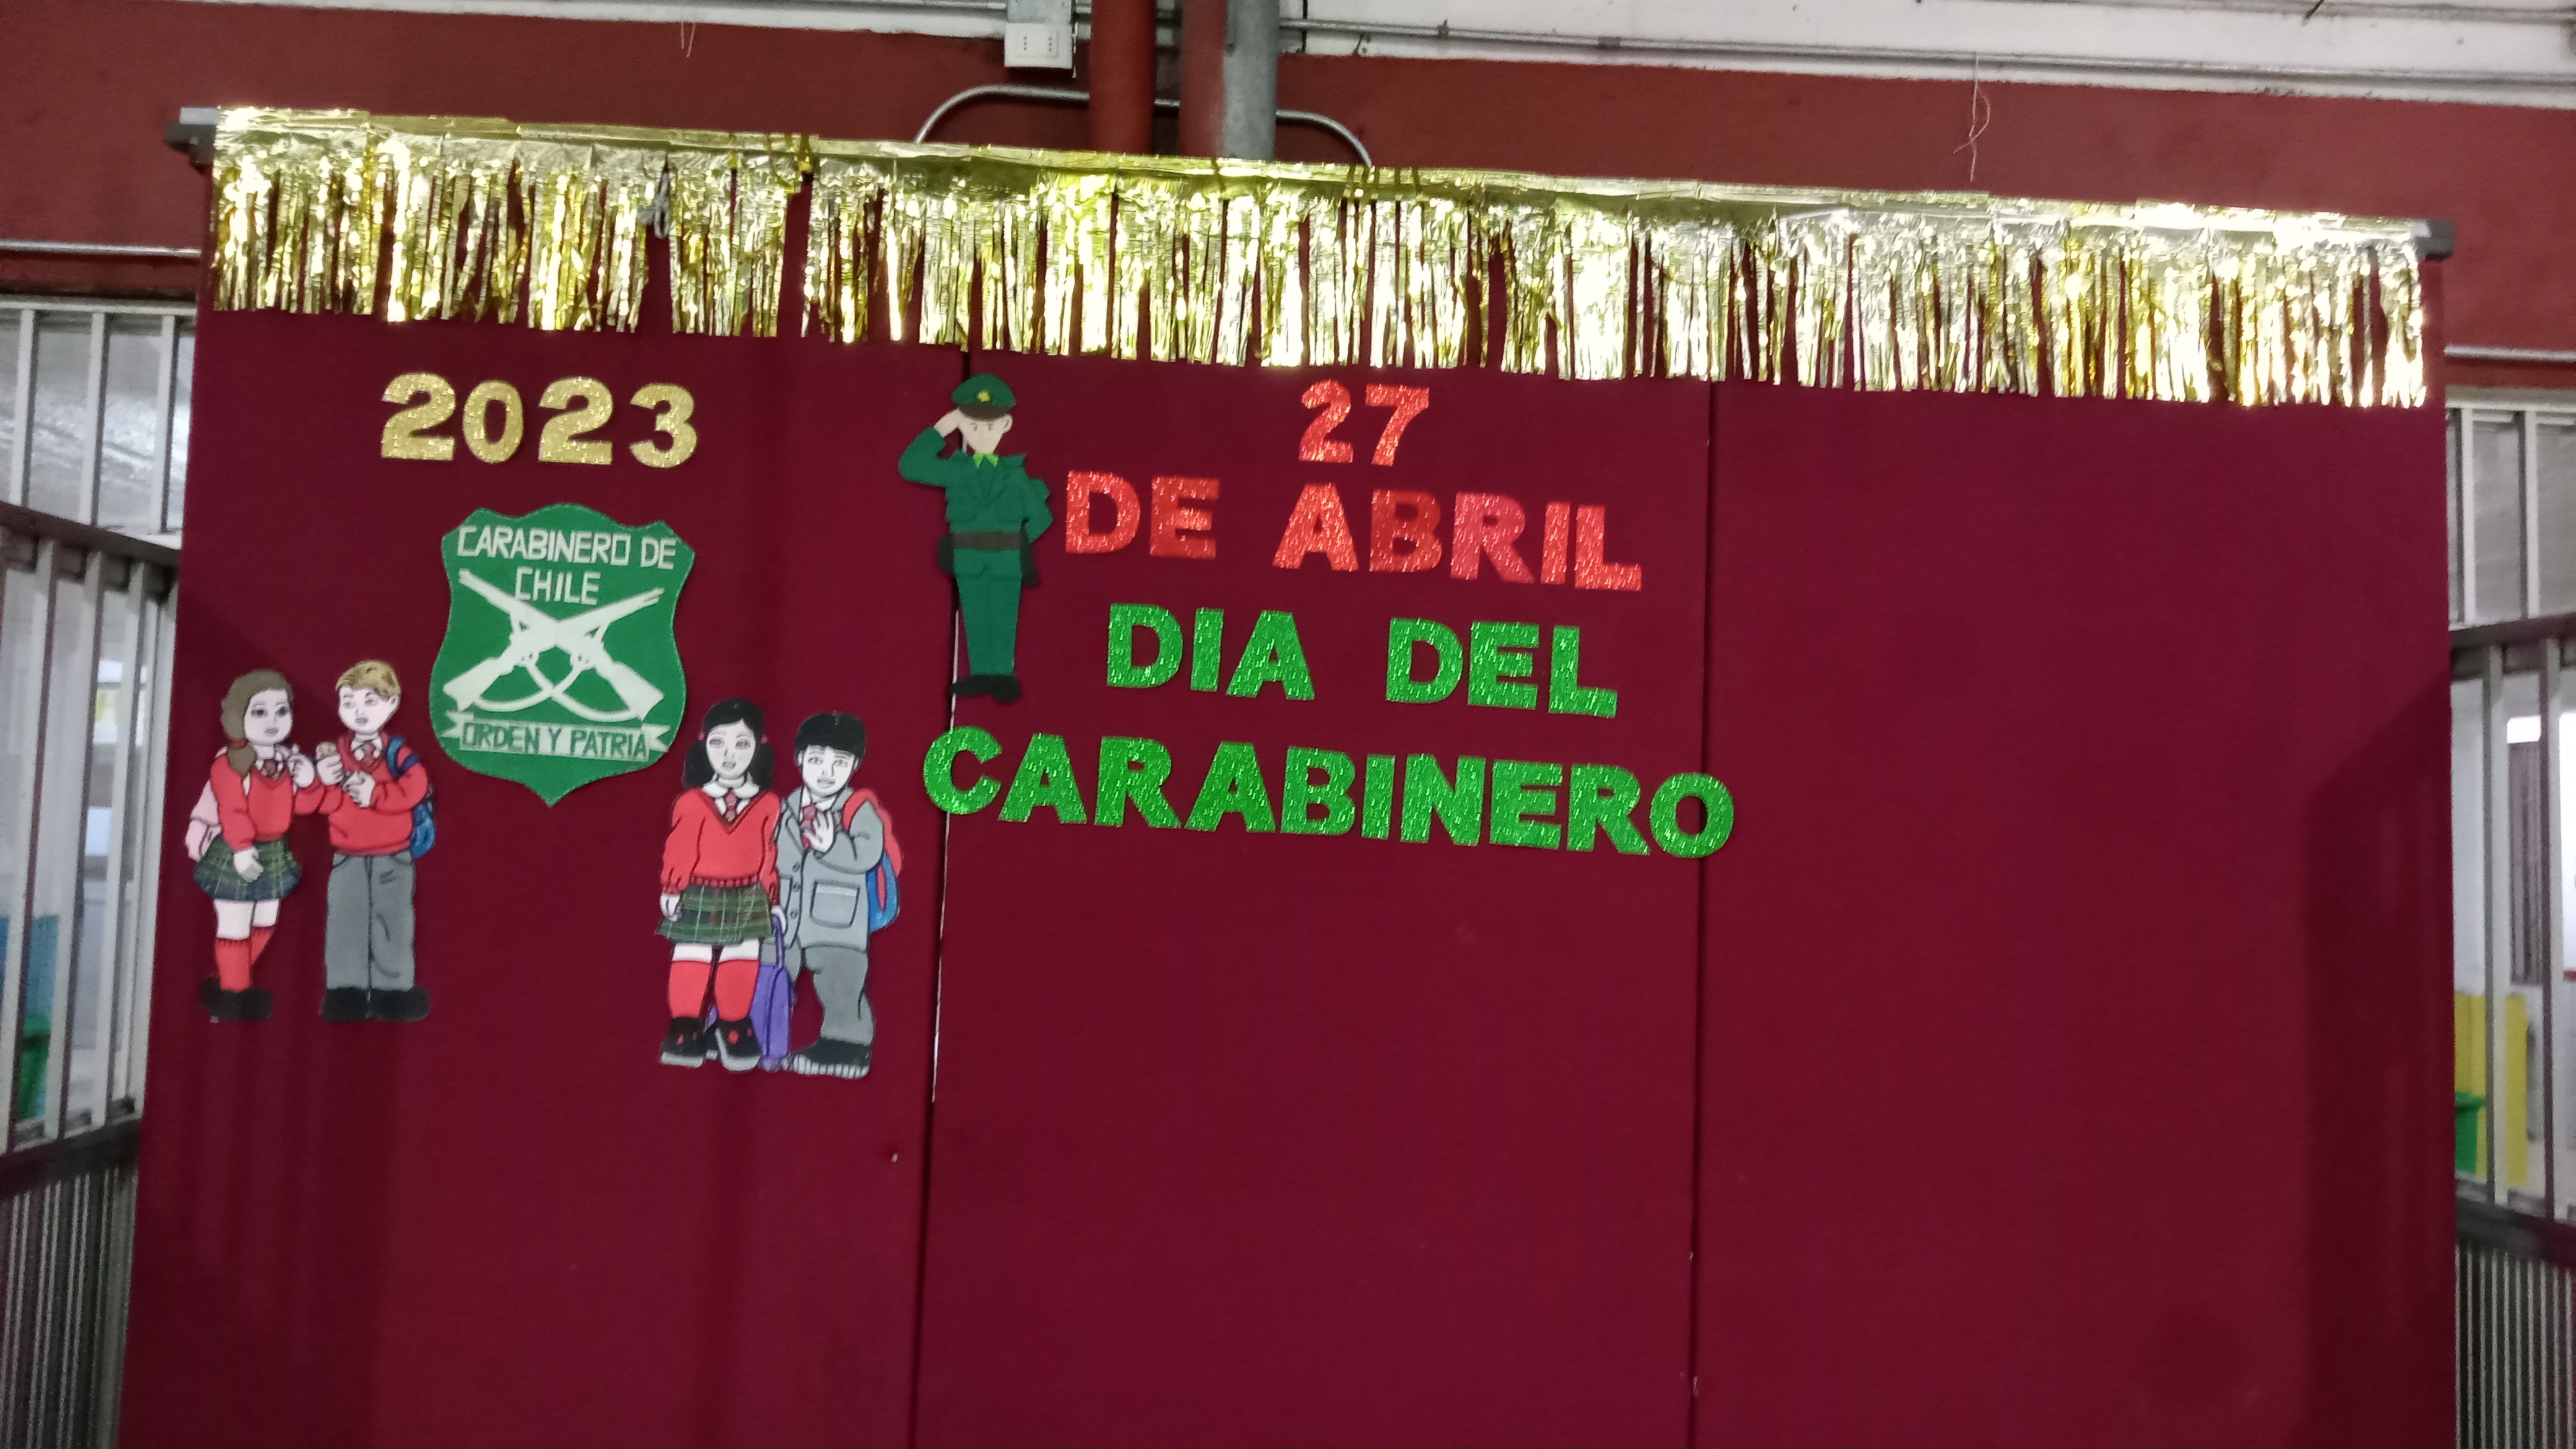 2023
CARABINERO DE
CHILE
ORDEN Y PATRIA
27
DE ABRIL
DIA DEL
CARABINERO